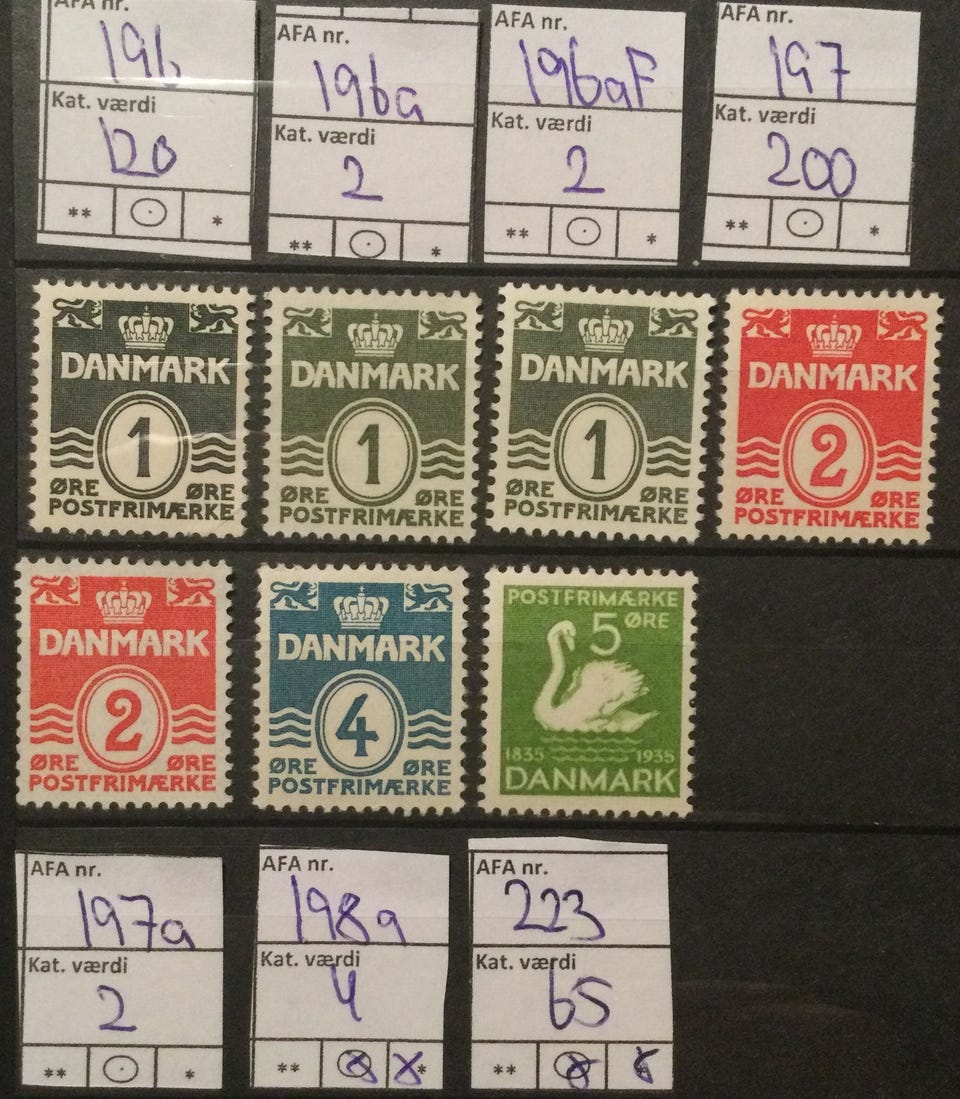 AFA nr.
196
Kat. værdi
120
** *
AFA nr.
196a
Kat. værdi
2
** *
AFA nr.
196aF
Kat. værdi
2
** *
AFA nr.
197
Kat. værdi
200
** *
DANMARK
1
ØRE ØRE
POSTFRIMÆRKE
DANMARK
1
ØRE ØRE
POSTFRIMÆRKE
DANMARK
1
ØRE ØRE
POSTFRIMÆRKE
DANMARK
2
ØRE ØRE
POSTFRIMÆRKE
DANMARK
2
ØRE ØRE
POSTFRIMÆRKE
DANMARK
4
ØRE ØRE
POSTFRIMÆRKE
POSTFRIMÆRKE
5 ØRE
1835 1935
DANMARK
AFA nr.
197a
Kat. værdi
2
** *
AFA nr.
198a
Kat. værdi
4
** *
AFA nr.
223
Kat. værdi
65
**